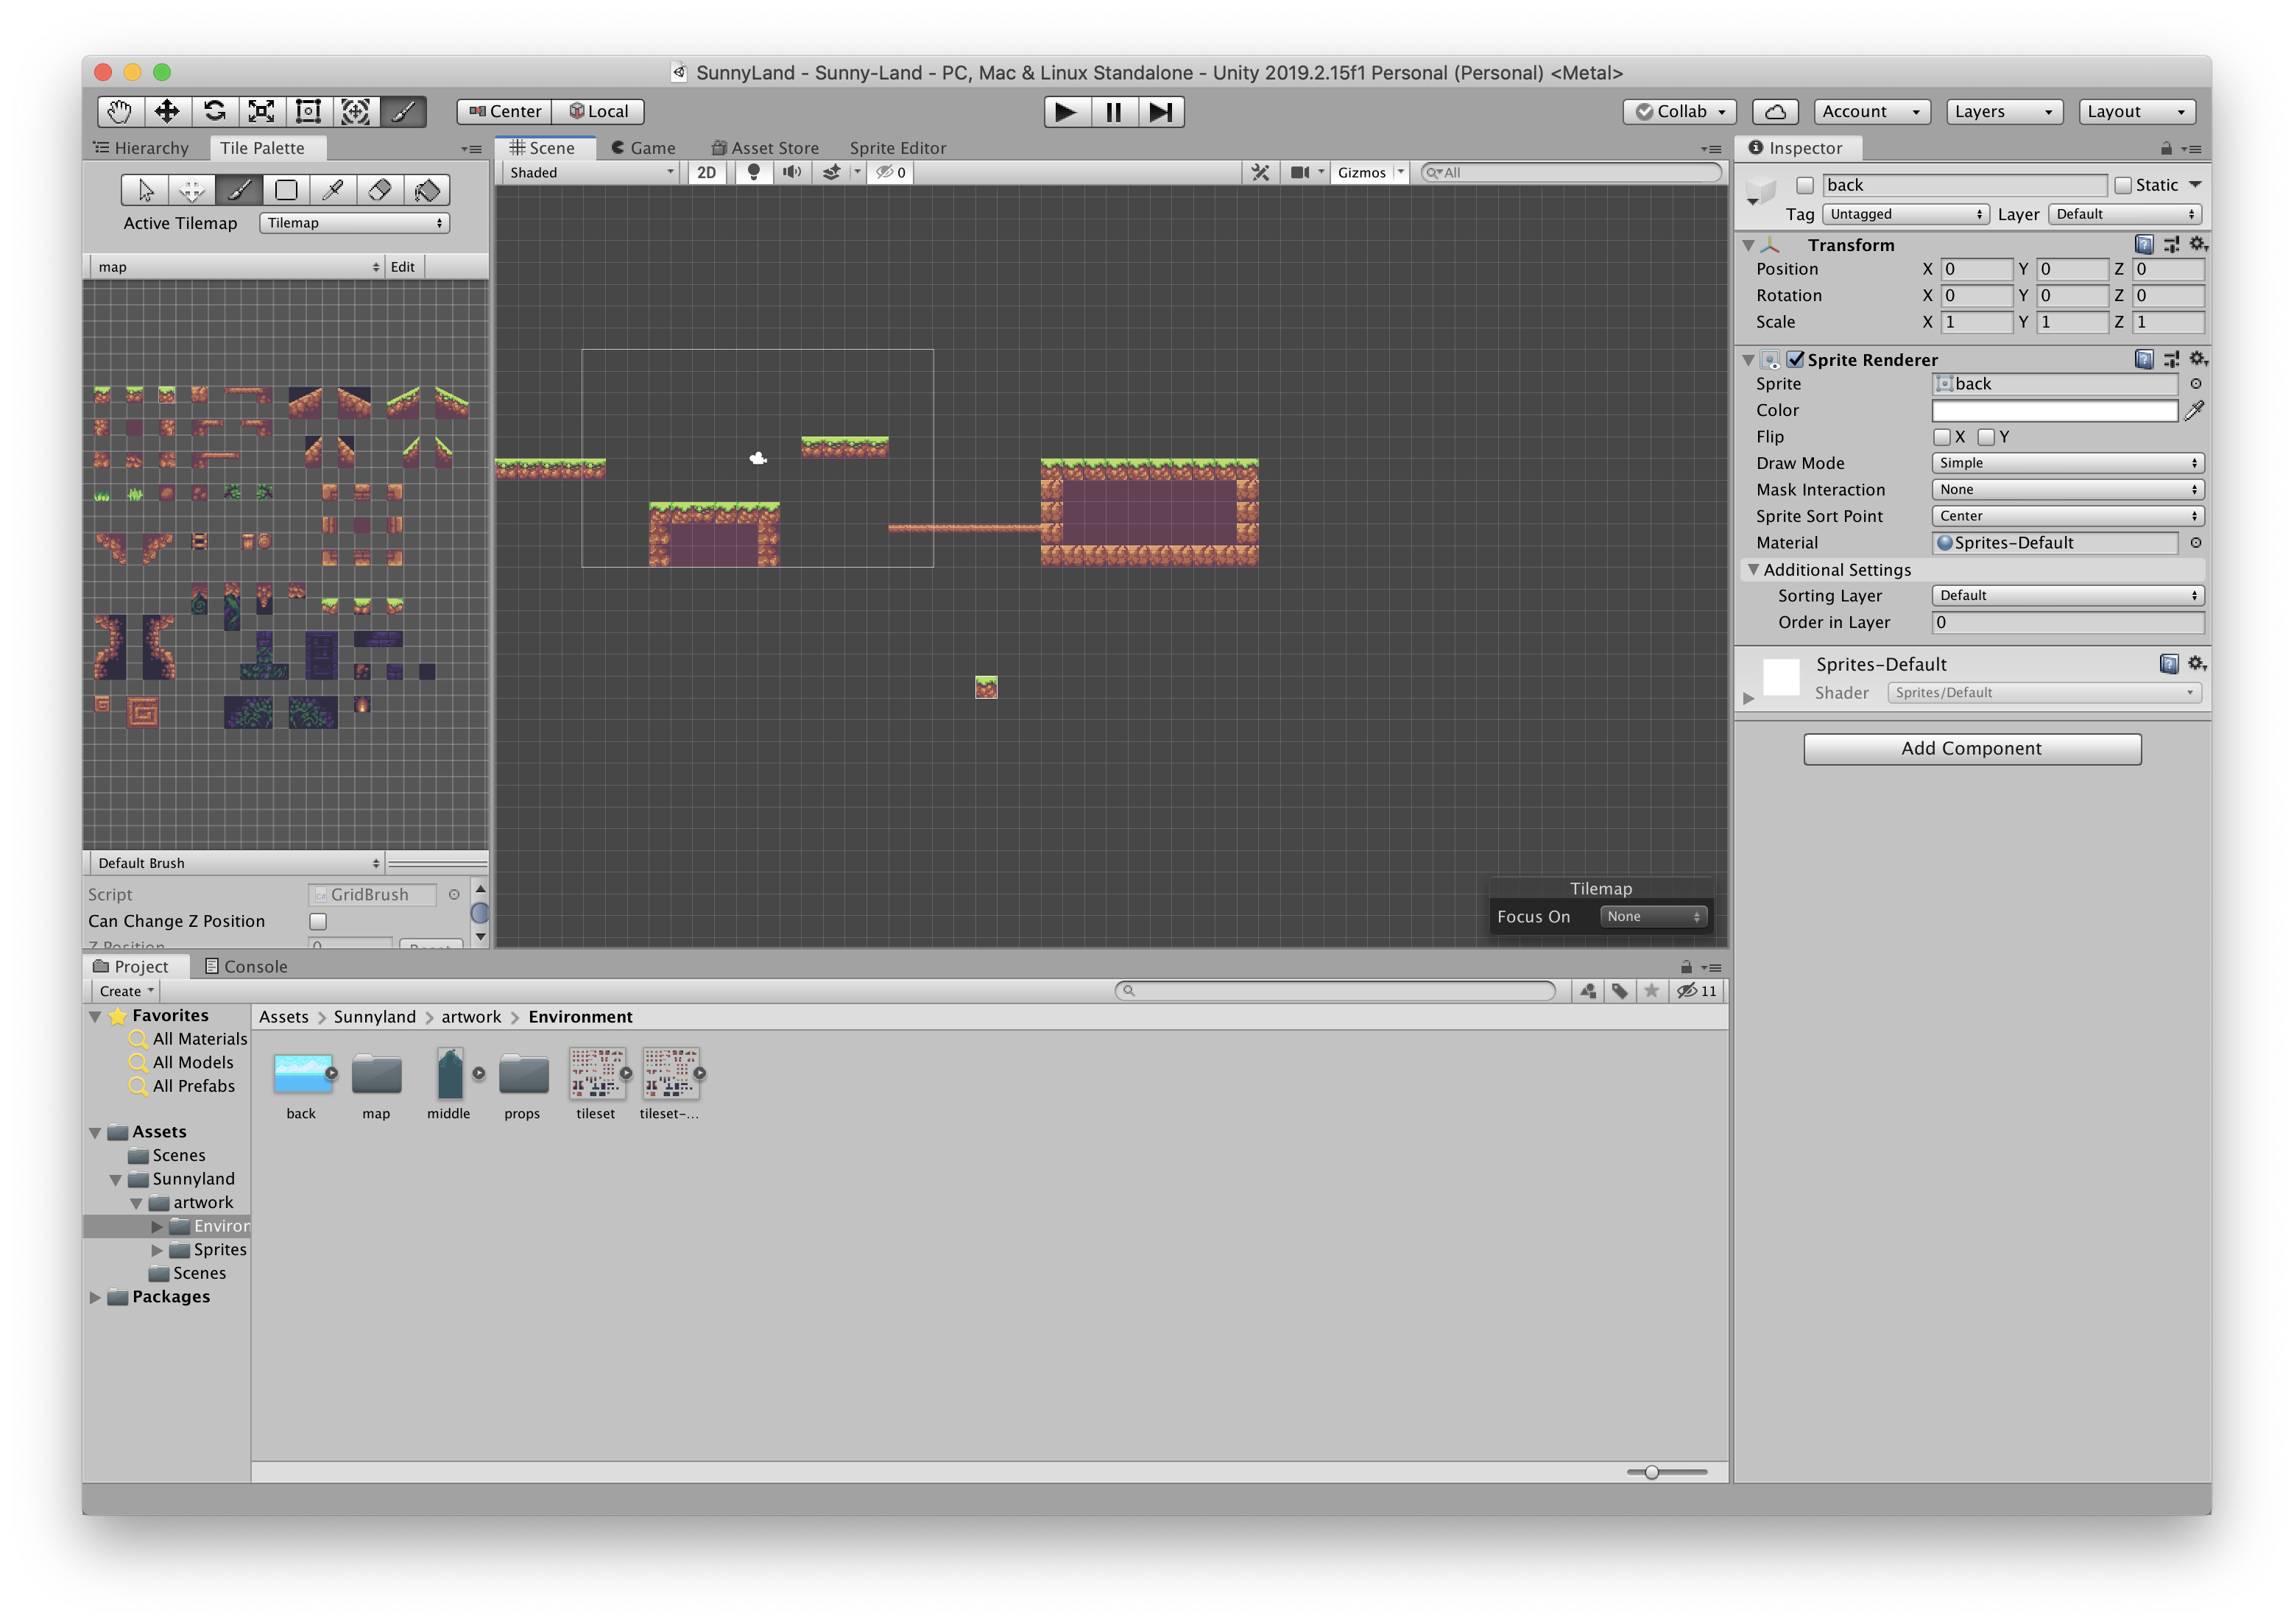 SunnyLand - Sunny-Land - PC, Mac & Linux Standalone - Unity 2019.2.15f1 Personal (Personal) <Metal>
Center Local Collab Account Layers Layout
Hierarchy Tile Palette
Active Tilemap Tilemap
map Edit
Default Brush
Script GridBrush
Can Change Z Position
Z Position 0 Reset
Scene Game Asset Store Sprite Editor
Shaded 2D 0 Gizmos All
Tilemap
Focus On None
Inspector
back Static
Tag Untagged Layer Default
Transform
Position X 0 Y 0 Z 0
Rotation X 0 Y 0 Z 0
Scale X 1 Y 1 Z 1
Sprite Renderer
Sprite back
Color
Flip X Y
Draw Mode Simple
Mask Interaction None
Sprite Sort Point Center
Material Sprites-Default
Additional Settings
Sorting Layer Default
Order in Layer 0
Sprites-Default
Shader Sprites/Default
Add Component
Project Console
Create 11
Favorites
All Materials
All Models
All Prefabs
Assets
Scenes
Sunnyland
artwork
Environ
Sprites
Scenes
Packages
Assets > Sunnyland > artwork > Environment
back map middle props tileset tileset-...